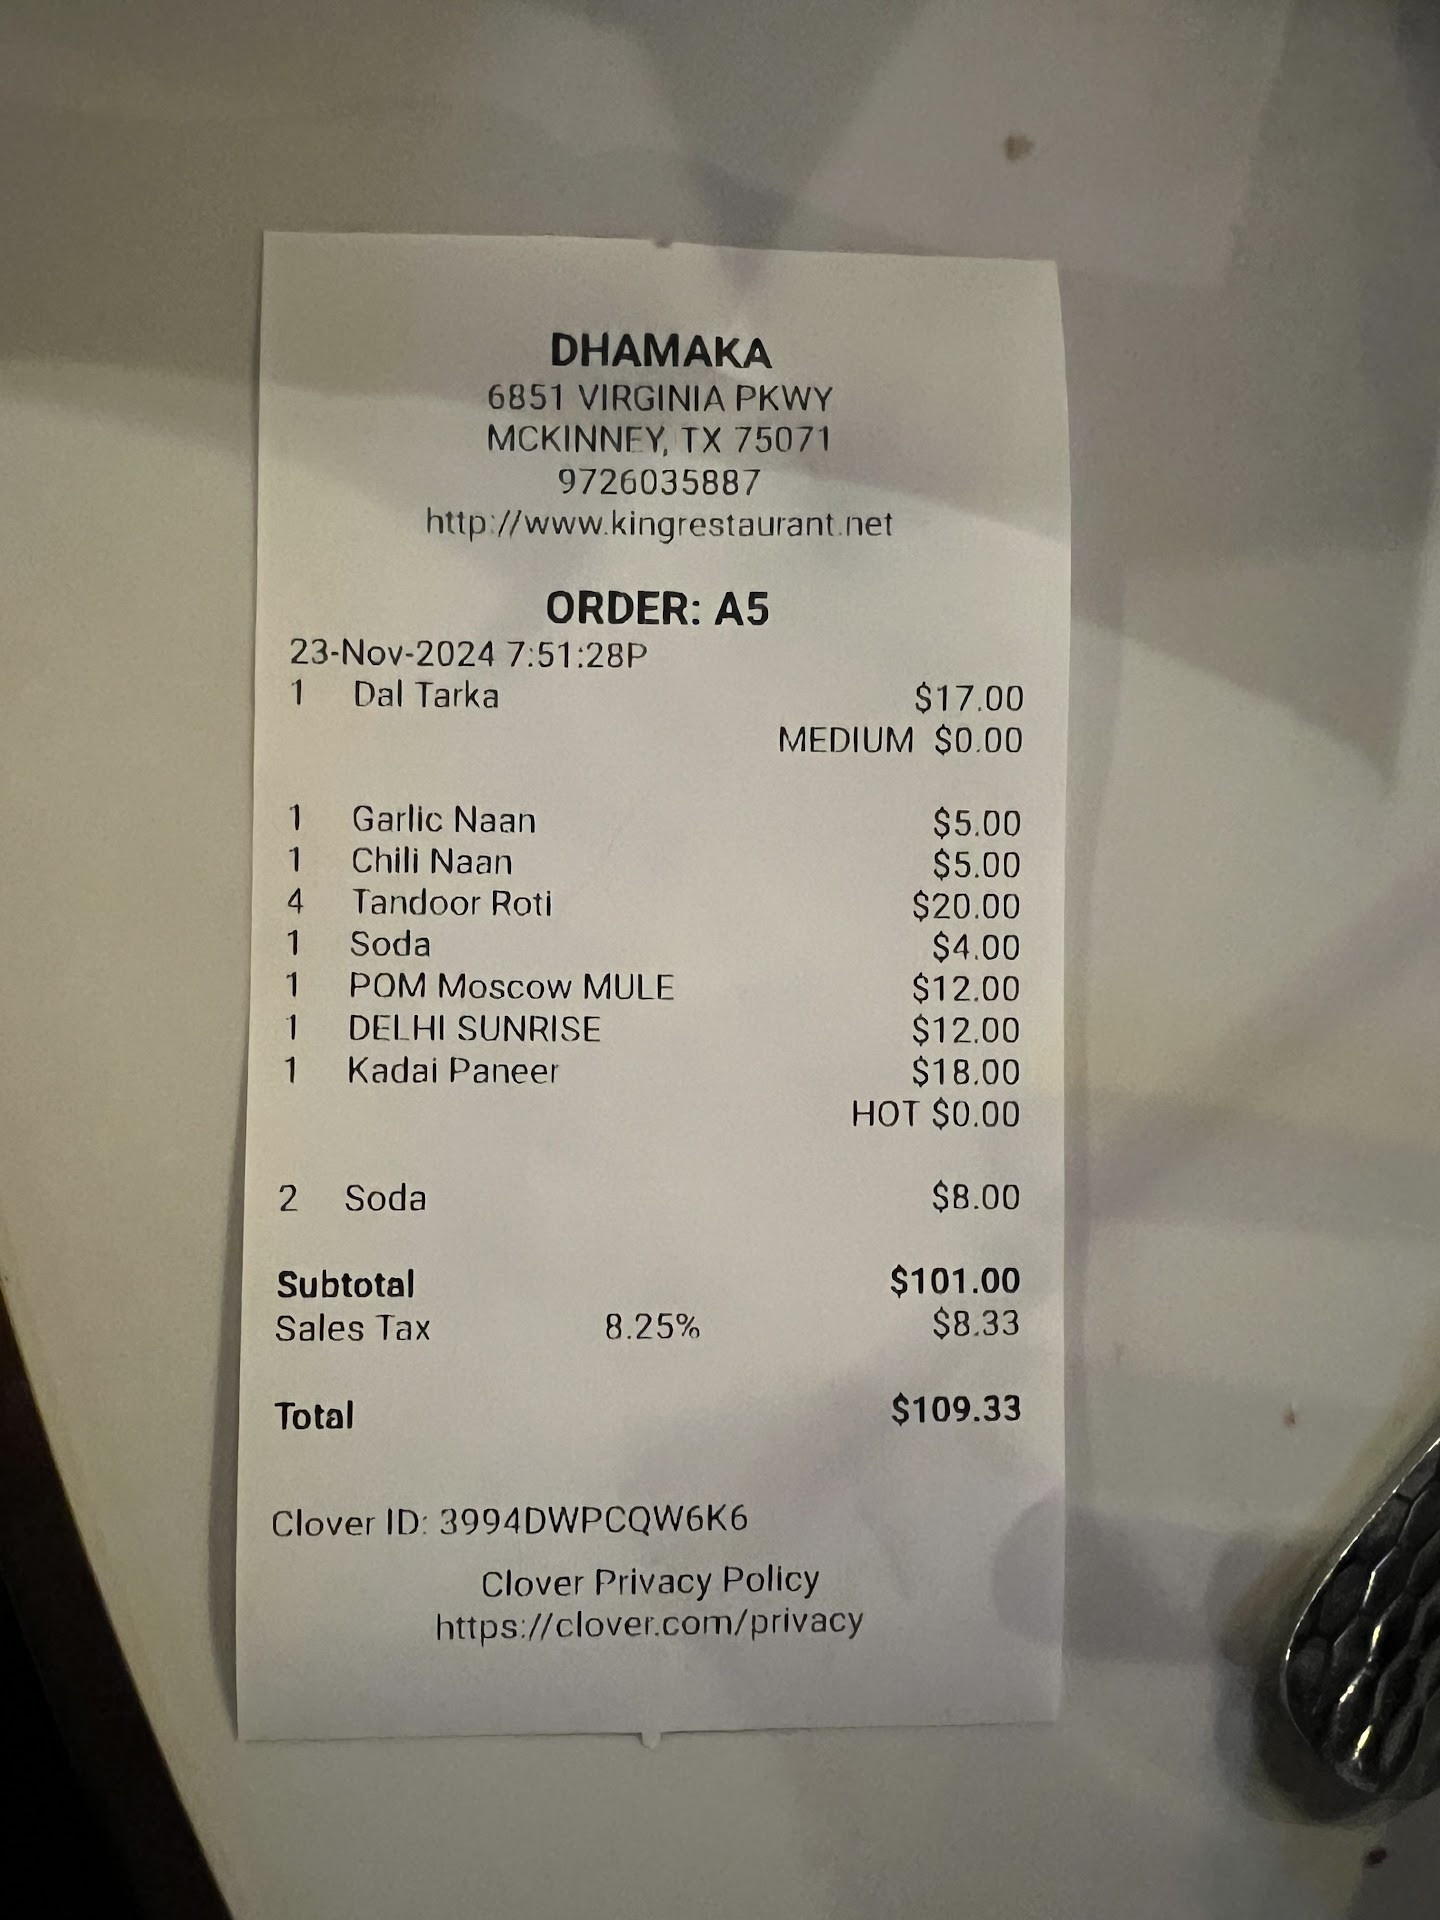 DHAMAKA
6851 VIRGINIA PKWY
MCKINNEY, TX 75071
9726035887
http://www.kingrestaurant.net
ORDER: A5
23-Nov-2024 7:51:28P
1 Dal Tarka $17.00
MEDIUM $0.00
1 Garlic Naan $5.00
1 Chili Naan $5.00
4 Tandoor Roti $20.00
1 Soda $4.00
1 POM Moscow MULE $12.00
1 DELHI SUNRISE $12.00
1 Kadai Paneer $18.00
HOT $0.00
2 Soda $8.00
Subtotal $101.00
Sales Tax 8.25% $8.33
Total $109.33
Clover ID: 3994DWPCQW6K6
Clover Privacy Policy
https://clover.com/privacy